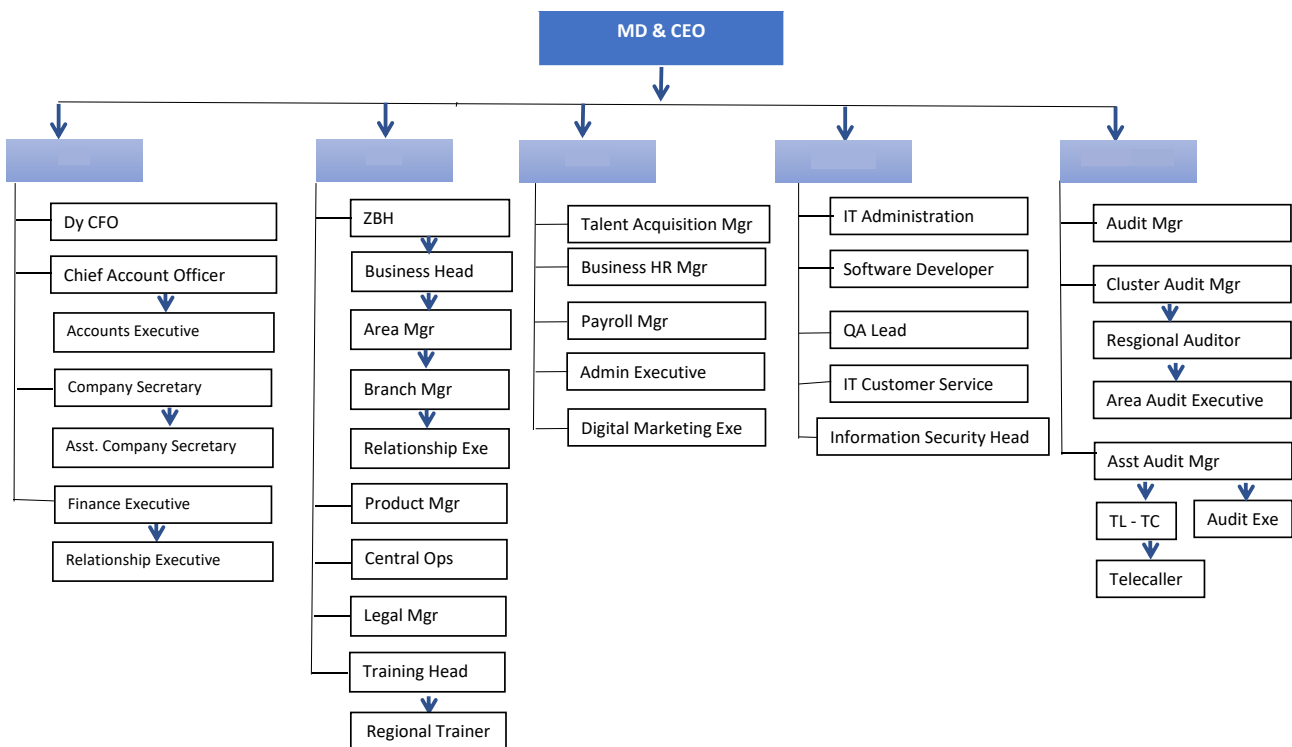 MD & CEO
Dy CFO
Chief Account Officer
Accounts Executive
Company Secretary
Asst. Company Secretary
Finance Executive
Relationship Executive
ZBH
Business Head
Area Mgr
Branch Mgr
Relationship Exe
Product Mgr
Central Ops
Legal Mgr
Training Head
Regional Trainer
Talent Acquisition Mgr
Business HR Mgr
Payroll Mgr
Admin Executive
Digital Marketing Exe
IT Administration
Software Developer
QA Lead
IT Customer Service
Information Security Head
Audit Mgr
Cluster Audit Mgr
Resgional Auditor
Area Audit Executive
Asst Audit Mgr
TL - TC
Audit Exe
Telecaller